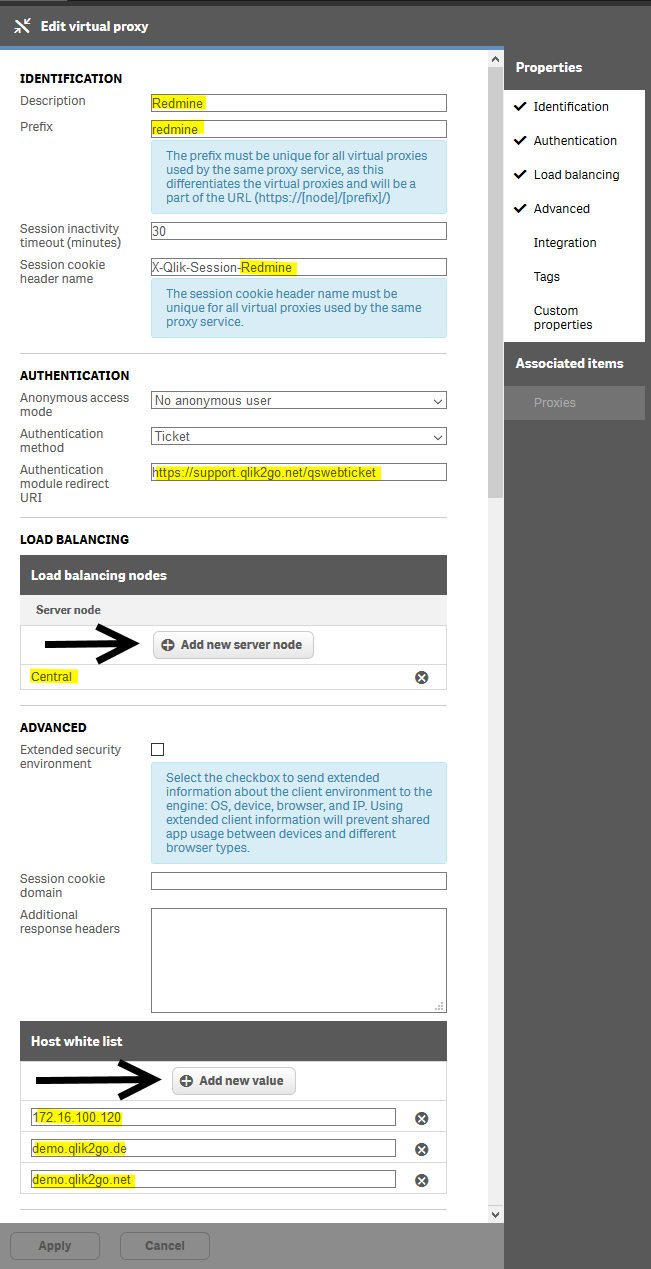 Edit virtual proxy
IDENTIFICATION
Description
Redmine
Prefix
redmine
The prefix must be unique for all virtual proxies
used by the same proxy service, as this
differentiates the virtual proxies and will be a
part of the URL (https://[node]/[prefix]/)
Session inactivity
timeout (minutes)
30
Session cookie
header name
X-Qlik-Session-Redmine
The session cookie header name must be
unique for all virtual proxies used by the same
proxy service.
AUTHENTICATION
Anonymous access
mode
No anonymous user
Authentication
method
Ticket
Authentication
module redirect
URI
https://support.qlik2go.net/qswebticket
LOAD BALANCING
Load balancing nodes
Server node
Add new server node
Central
ADVANCED
Extended security
environment
Select the checkbox to send extended
information about the client environment to the
engine: OS, device, browser, and IP. Using
extended client information will prevent shared
app usage between devices and different
browser types.
Session cookie
domain
Additional
response headers
Host white list
Add new value
172.16.100.120
demo.qlik2go.de
demo.qlik2go.net
Apply
Cancel
Properties
Identification
Authentication
Load balancing
Advanced
Integration
Tags
Custom
properties
Associated items
Proxies